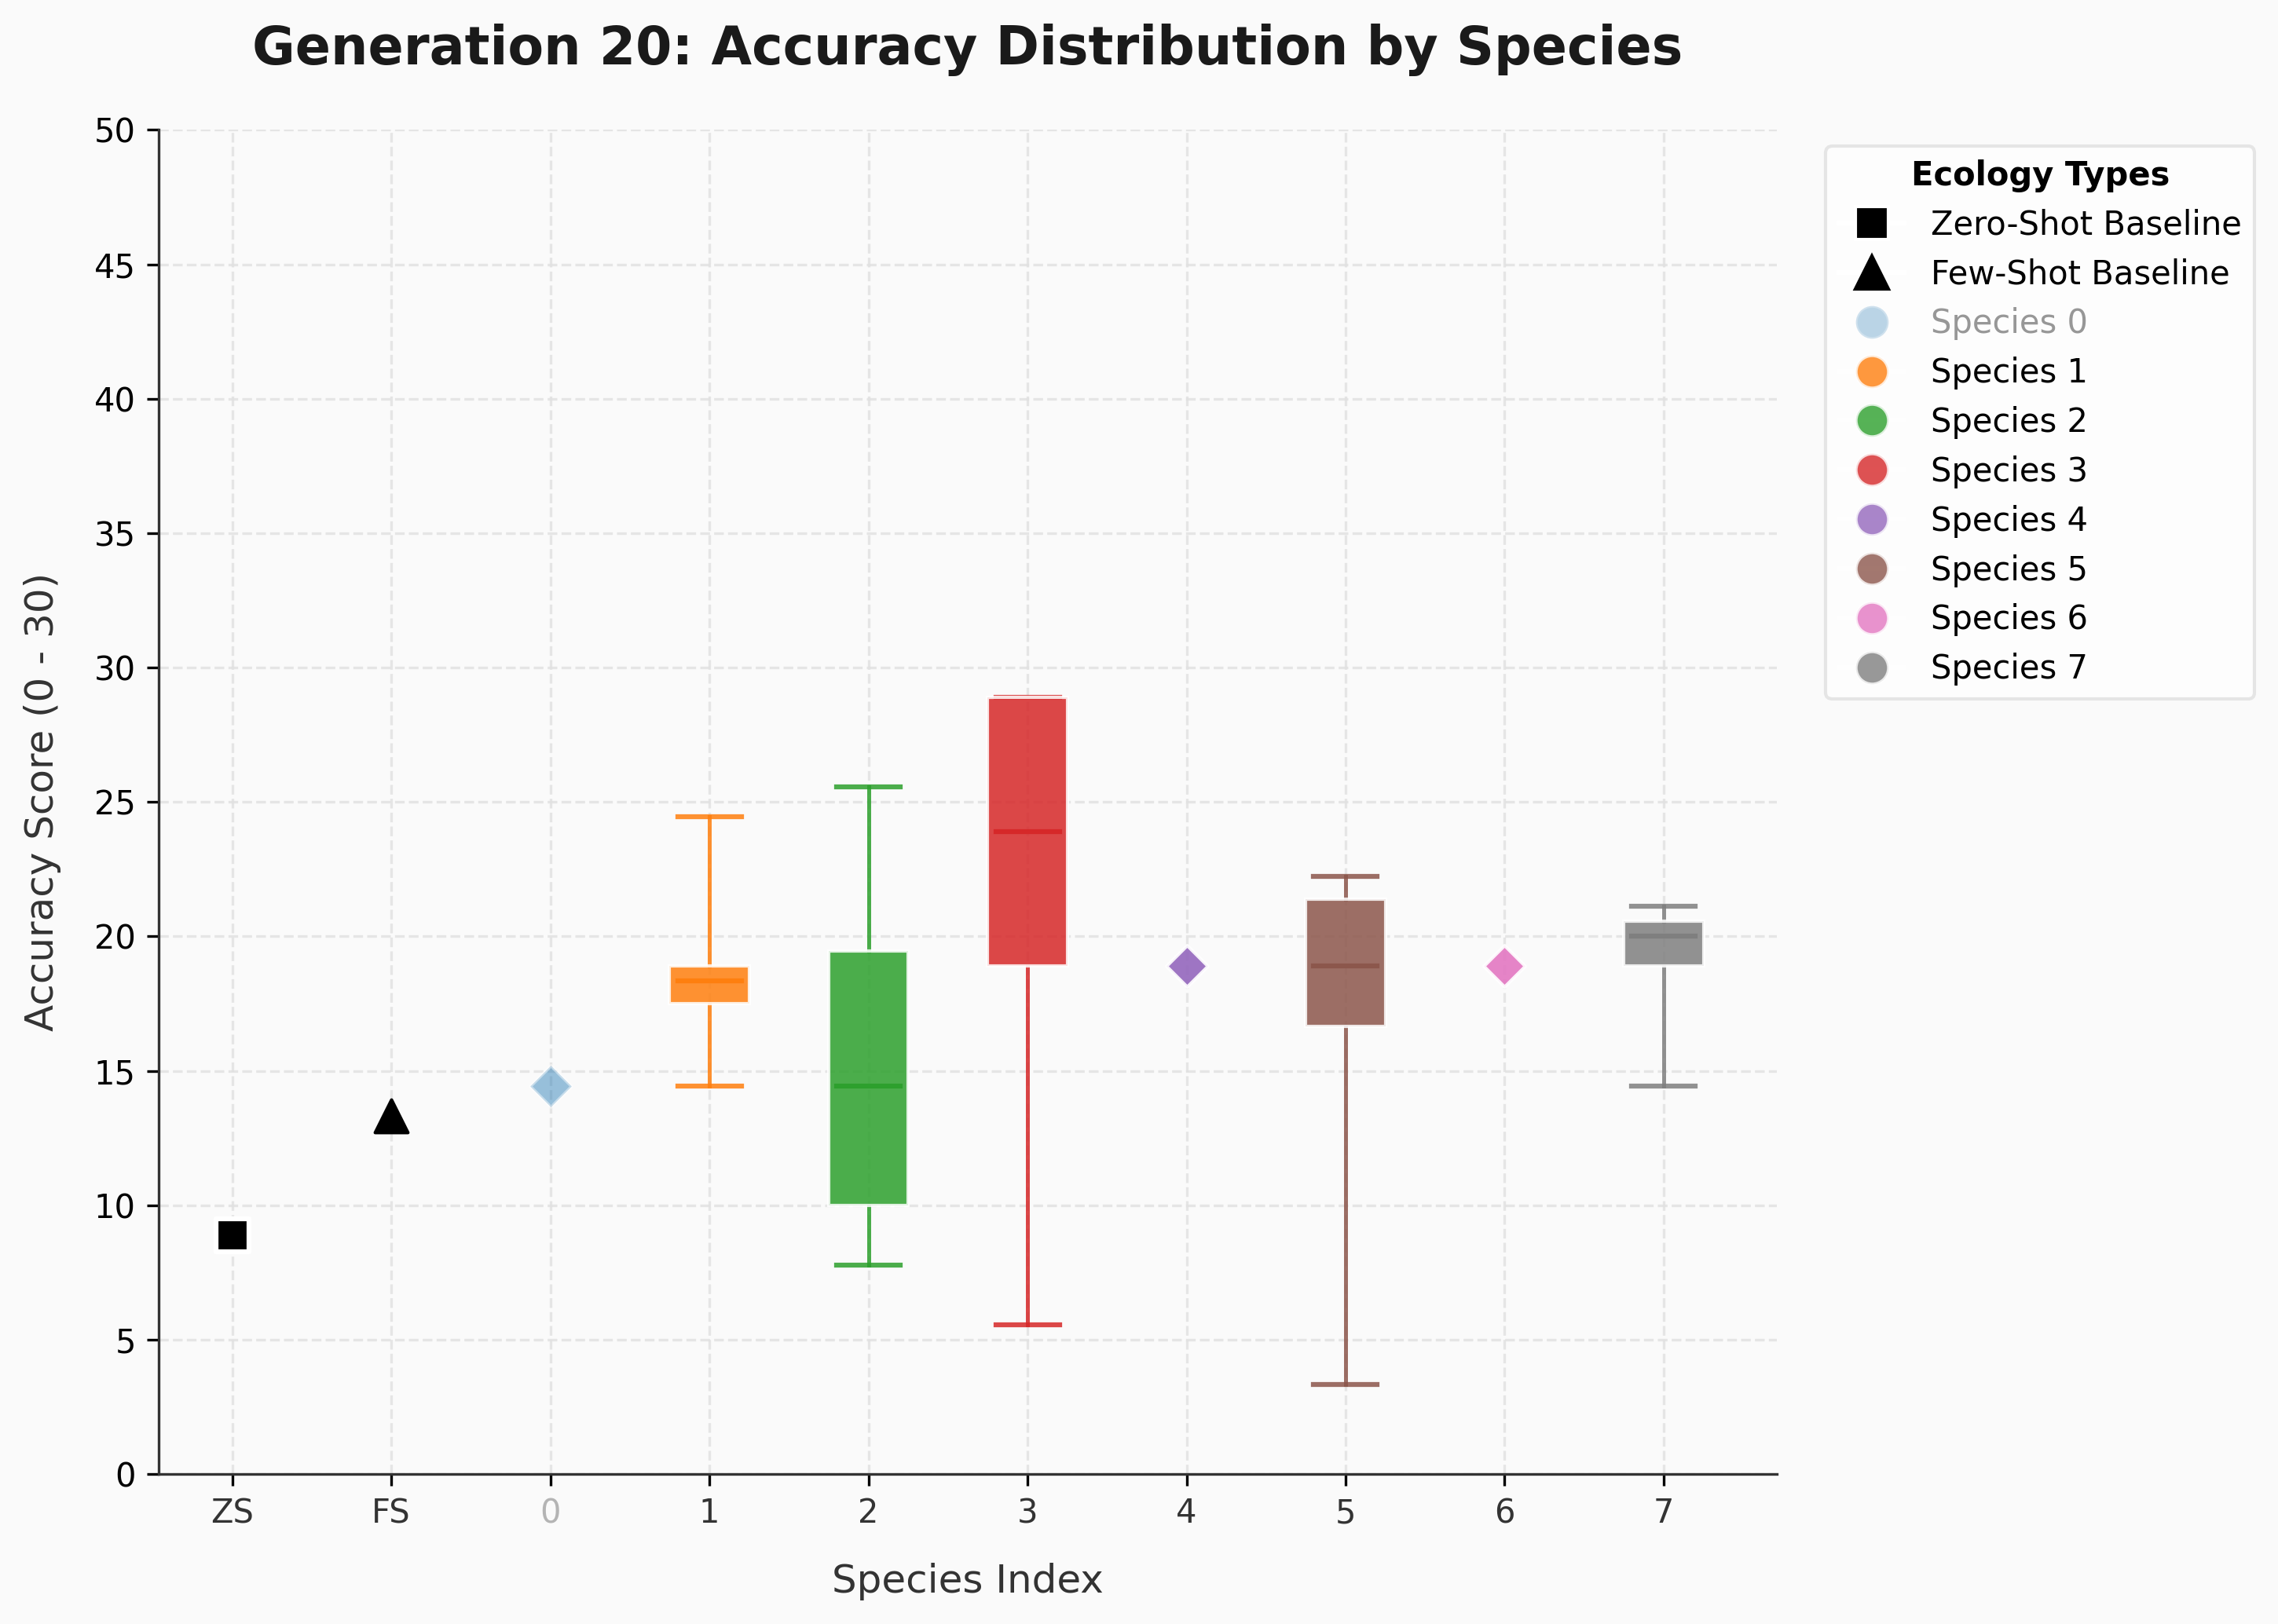 Generation 20: Accuracy Distribution by Species
50
45
40
35
30
25
20
15
10
5
0
Accuracy Score (0 - 30)
ZS FS 0 1 2 3 4 5 6 7
Species Index
Ecology Types
Zero-Shot Baseline
Few-Shot Baseline
Species 0
Species 1
Species 2
Species 3
Species 4
Species 5
Species 6
Species 7